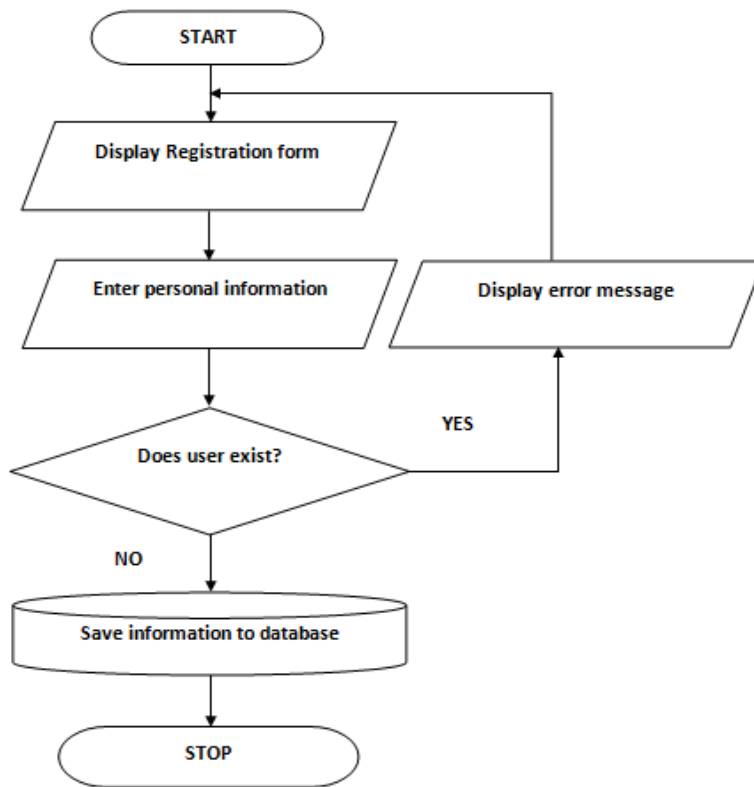 START
Display Registration form
Enter personal information
Display error message
YES
Does user exist?
NO
Save information to database
STOP